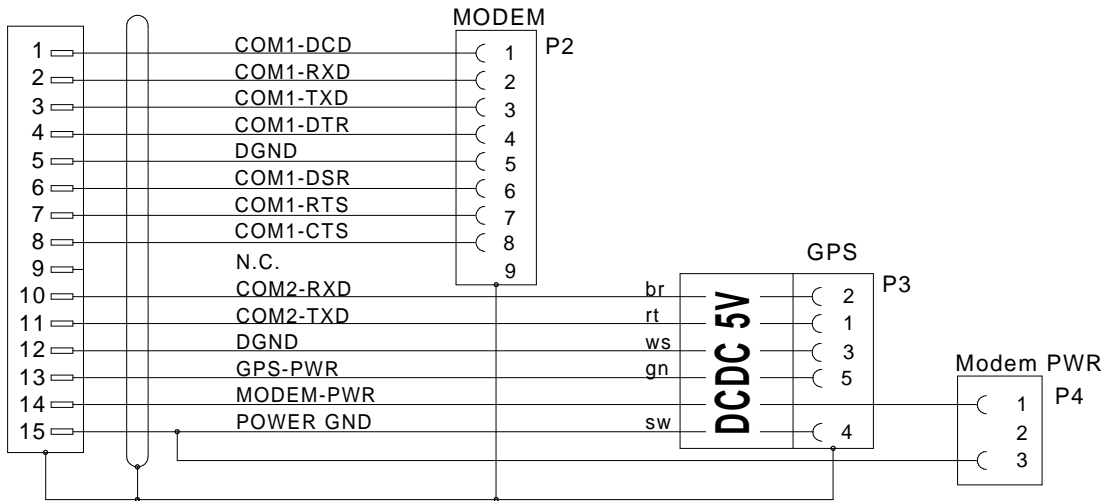 MODEM
P2
1 COM1-DCD 1
2 COM1-RXD 2
3 COM1-TXD 3
4 COM1-DTR 4
5 DGND 5
6 COM1-DSR 6
7 COM1-RTS 7
8 COM1-CTS 8
9 N.C. 9
GPS
P3
10 COM2-RXD br 2
11 COM2-TXD rt 1
12 DGND ws 3
13 GPS-PWR gn 5
14 MODEM-PWR
15 POWER GND sw 4
DCDC 5V
Modem PWR
P4
1
2
3